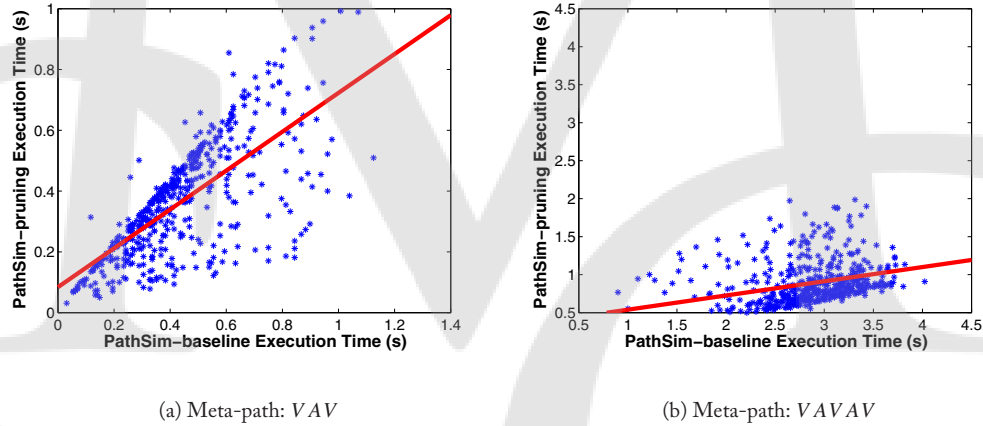 1
0.8
0.6
0.4
0.2
0
PathSim−pruning Execution Time (s)
0 0.2 0.4 0.6 0.8 1 1.2 1.4
PathSim−baseline Execution Time (s)
(a) Meta-path: VAV
4.5
4
3.5
3
2.5
2
1.5
1
0.5
PathSim−pruning Execution Time (s)
0.5 1 1.5 2 2.5 3 3.5 4 4.5
PathSim−baseline Execution Time (s)
(b) Meta-path: VAVAV